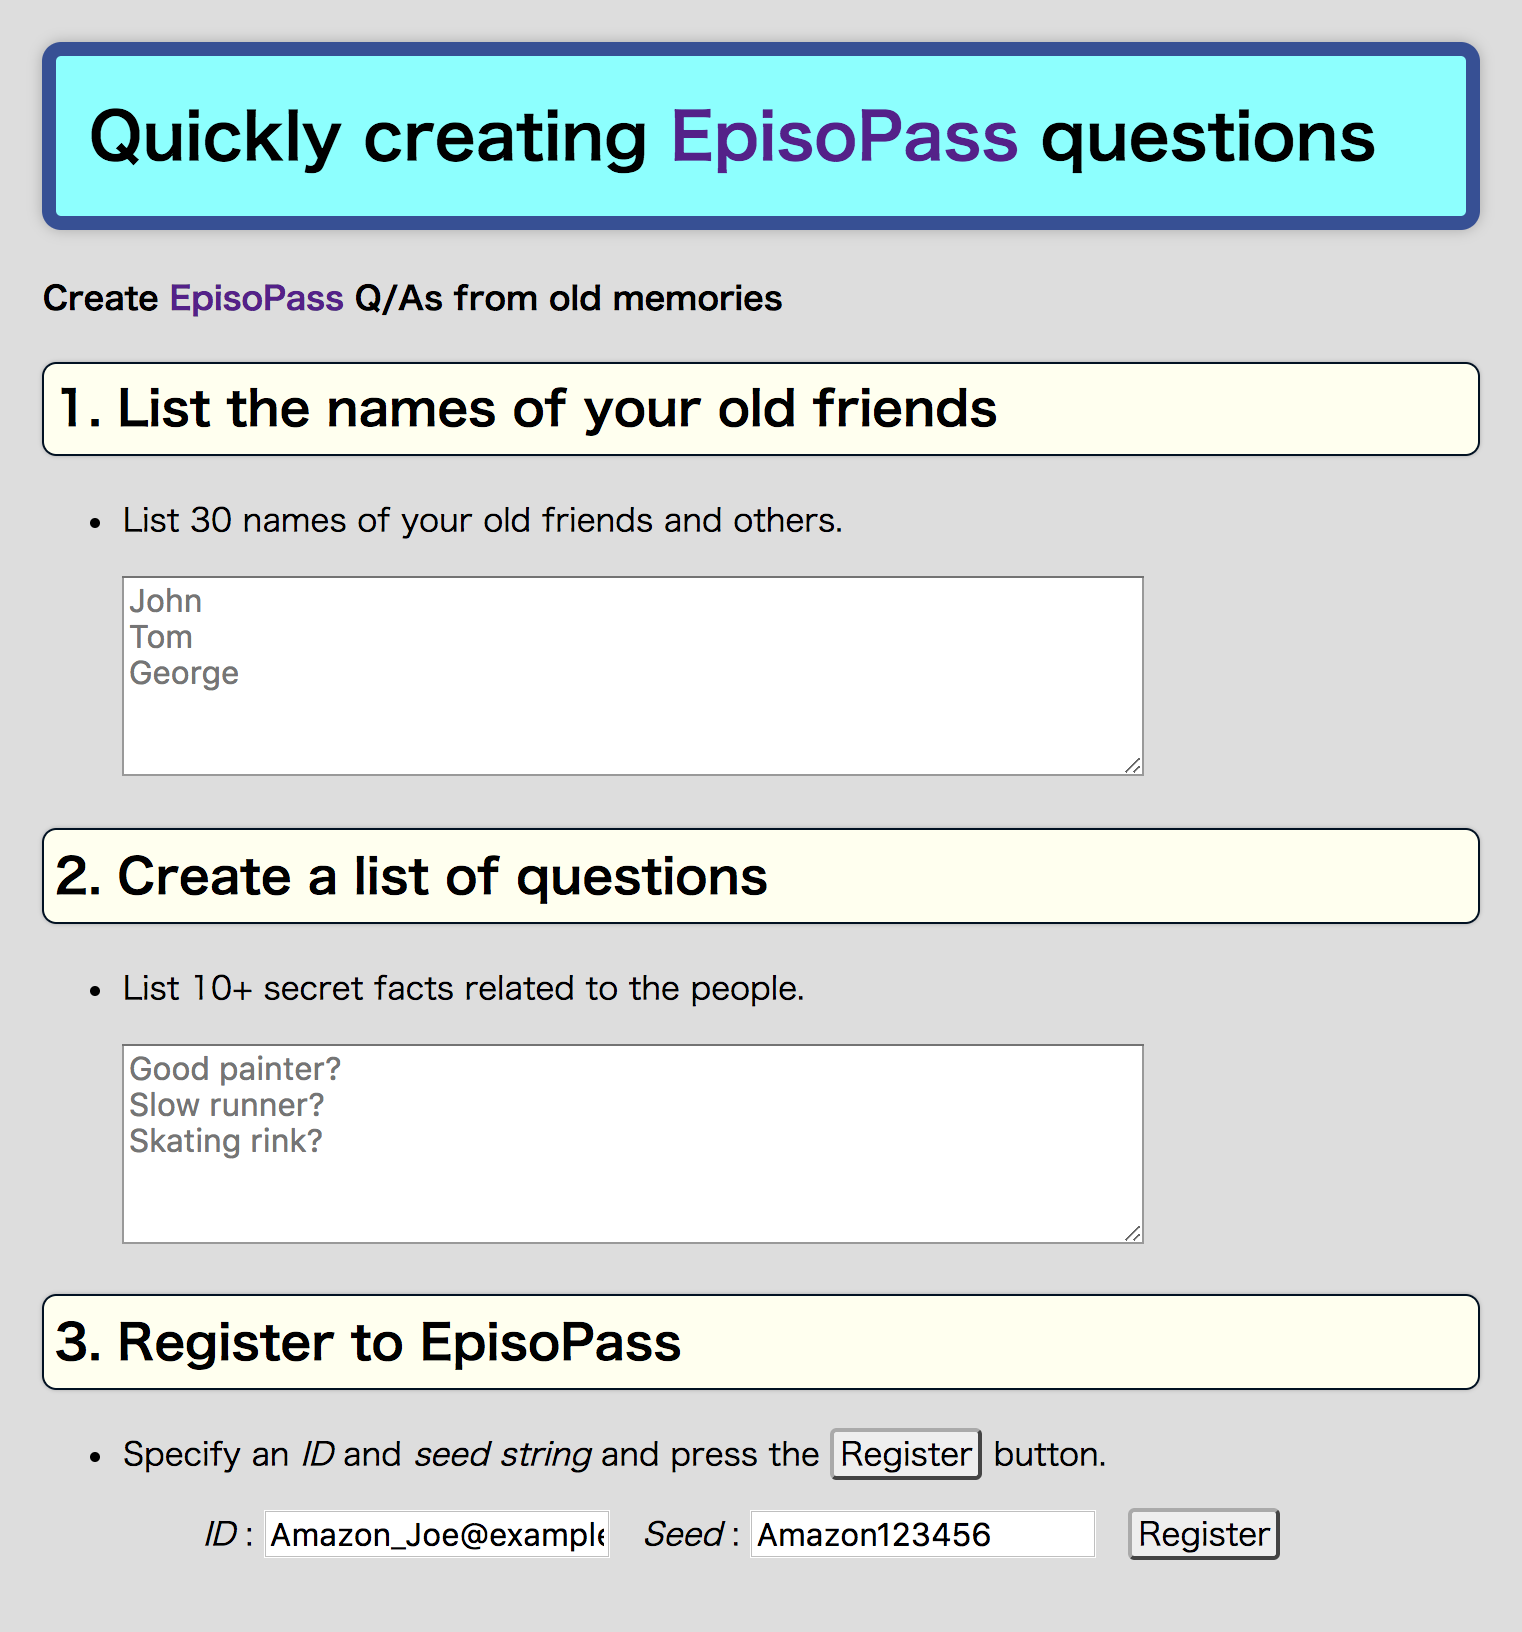 Quickly creating EpisoPass questions
Create EpisoPass Q/As from old memories
1. List the names of your old friends
• List 30 names of your old friends and others.
John
Tom
George
2. Create a list of questions
• List 10+ secret facts related to the people.
Good painter?
Slow runner?
Skating rink?
3. Register to EpisoPass
• Specify an ID and seed string and press the Register button.
ID : Amazon_Joe@example Seed : Amazon123456 Register